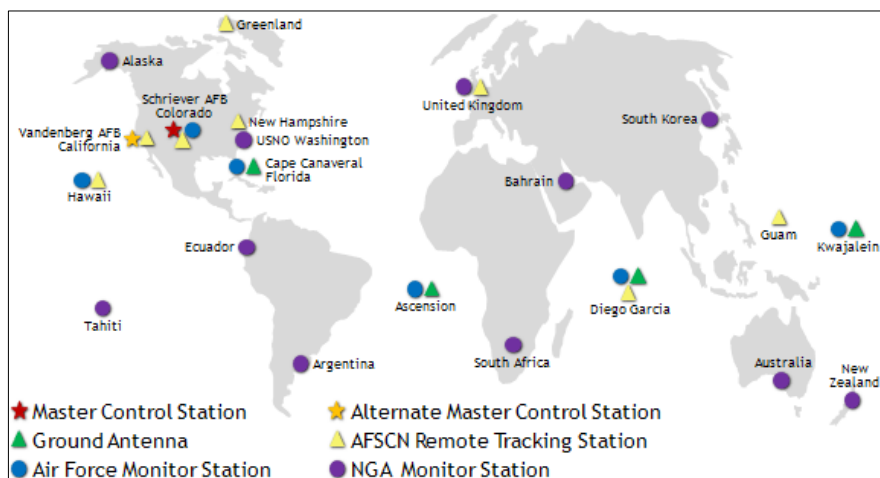 Greenland
Alaska
Schriever AFB
Colorado
New Hampshire
United Kingdom
South Korea
Vandenberg AFB
California
USNO Washington
Cape Canaveral
Florida
Hawaii
Bahrain
Guam
Kwajalein
Ecuador
Ascension
Diego Garcia
Tahiti
Argentina
South Africa
Australia
New
Zealand
Master Control Station
Alternate Master Control Station
Ground Antenna
AFSCN Remote Tracking Station
Air Force Monitor Station
NGA Monitor Station